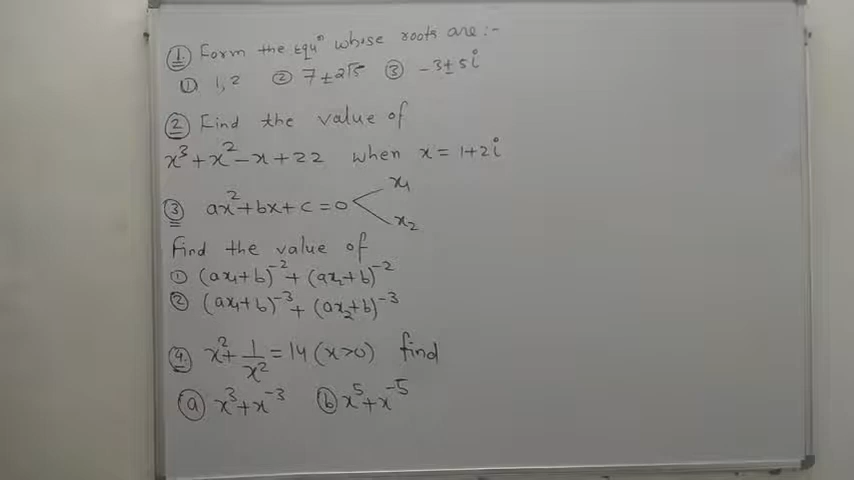 1. Form the equⁿ whose roots are :-
① 1, 2 ② 7 ± 2√5 ③ -3 ± 5i
② Find the value of
x³ + x² - x + 22 when x = 1+2i
③ ax² + bx + c = 0 < x₁ x₂
Find the value of
① (ax₁+b)⁻² + (ax₂+b)⁻²
② (ax₁+b)⁻³ + (ax₂+b)⁻³
4. x² + 1/x² = 14 (x>0) find
ⓐ x³ + x⁻³ ⓑ x⁵ + x⁻⁵